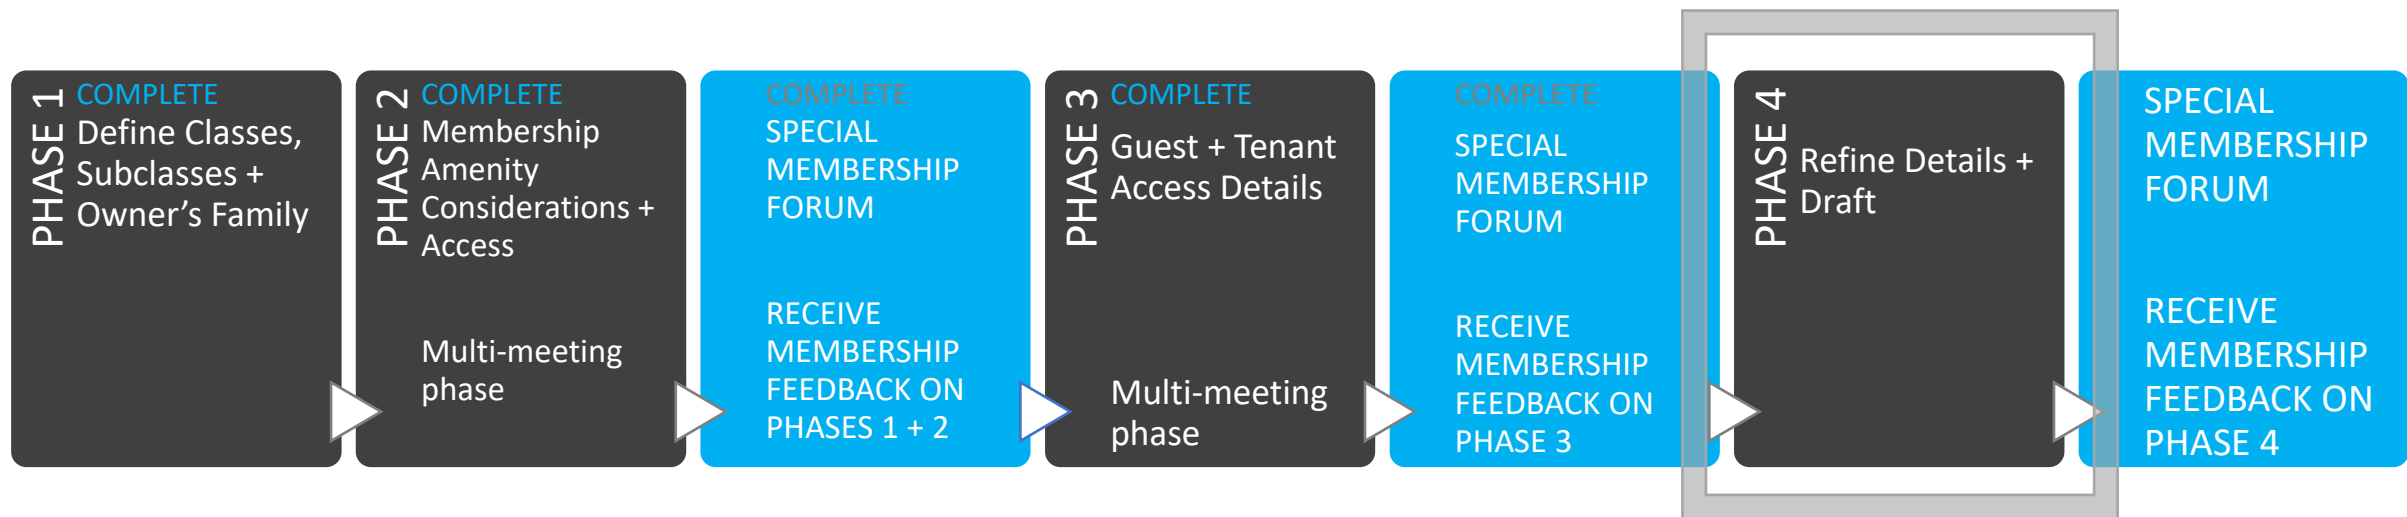 PHASE 1
COMPLETE
Define Classes,
Subclasses +
Owner's Family
PHASE 2
COMPLETE
Membership
Amenity
Considerations +
Access
Multi-meeting
phase
COMPLETE
SPECIAL
MEMBERSHIP
FORUM
RECEIVE
MEMBERSHIP
FEEDBACK ON
PHASES 1 + 2
PHASE 3
COMPLETE
Guest + Tenant
Access Details
Multi-meeting
phase
COMPLETE
SPECIAL
MEMBERSHIP
FORUM
RECEIVE
MEMBERSHIP
FEEDBACK ON
PHASE 3
PHASE 4
Refine Details +
Draft
SPECIAL
MEMBERSHIP
FORUM
RECEIVE
MEMBERSHIP
FEEDBACK ON
PHASE 4